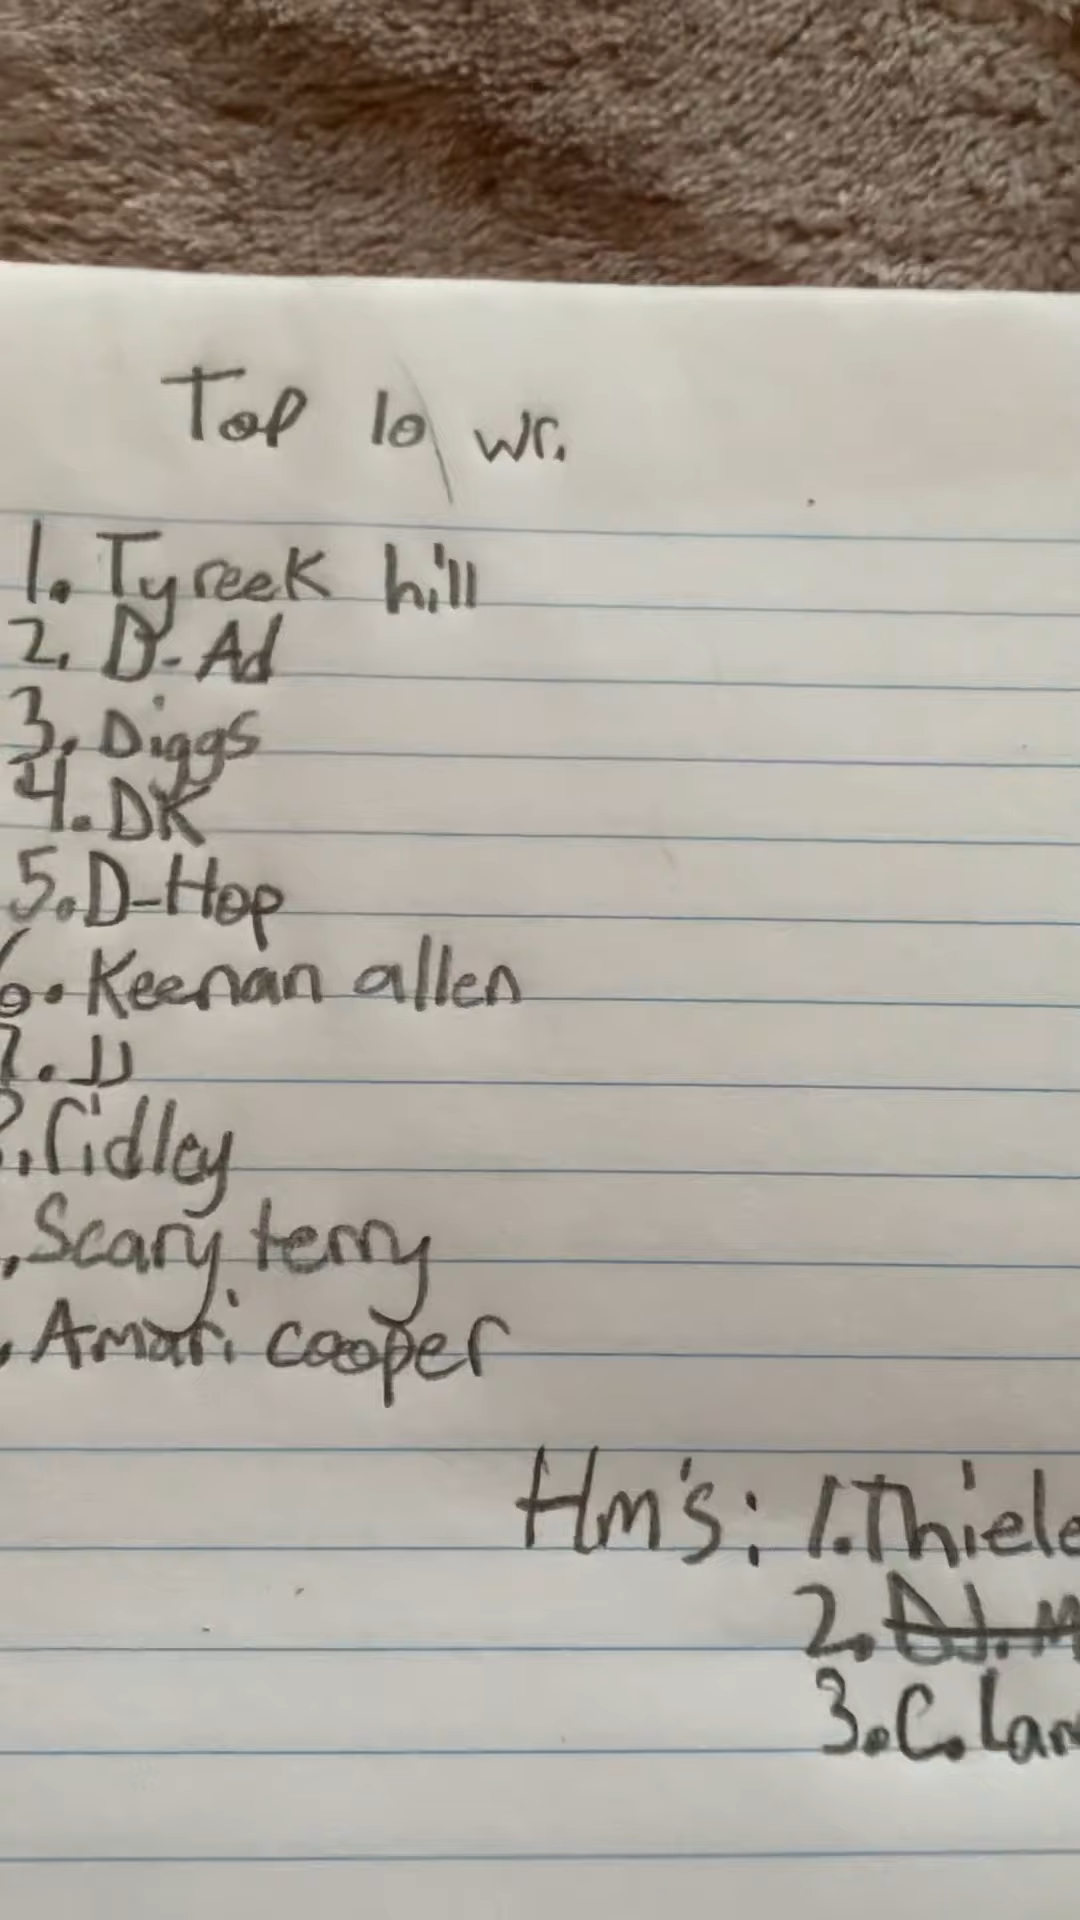 Top 10 wr.
1. Tyreek hill
2. D-Ad
3. Diggs
4. DK
5. D-Hop
6. Keenan allen
7. JJ
. ridley
. Scary terry
. Amari cooper
Hm's: 1. Thiele
2. DJ. M
3. C. Lam